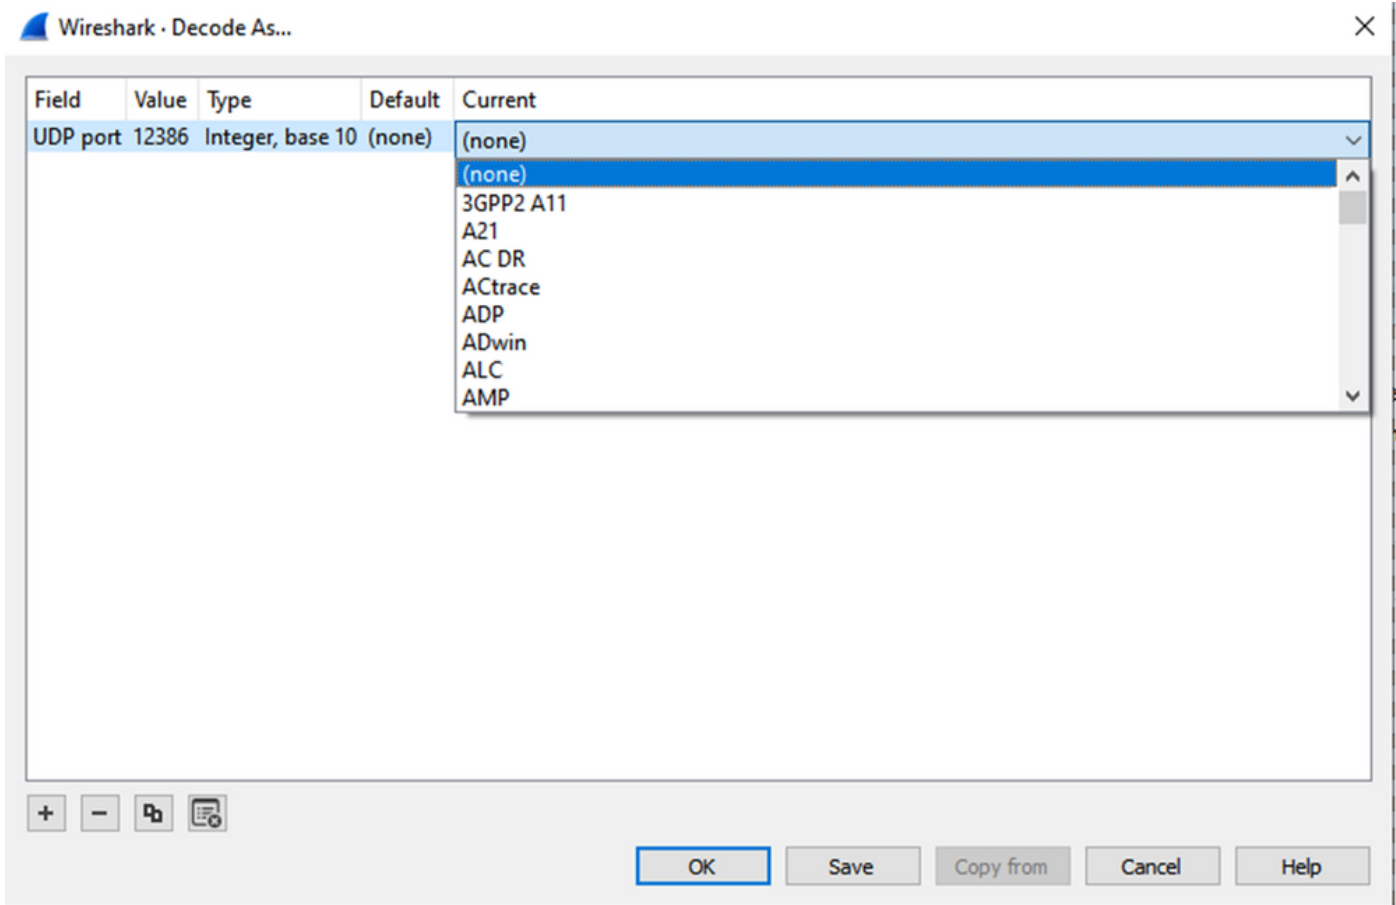 Wireshark · Decode As...
Field Value Type Default Current
UDP port 12386 Integer, base 10 (none) (none)
(none)
3GPP2 A11
A21
AC DR
ACtrace
ADP
ADwin
ALC
AMP
OK Save Copy from Cancel Help